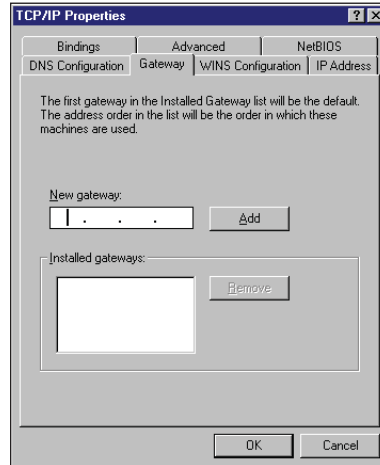 TCP/IP Properties
Bindings Advanced NetBIOS
DNS Configuration Gateway WINS Configuration IP Address
The first gateway in the Installed Gateway list will be the default.
The address order in the list will be the order in which these
machines are used.
New gateway:
. . .
Add
Installed gateways:
Remove
OK Cancel